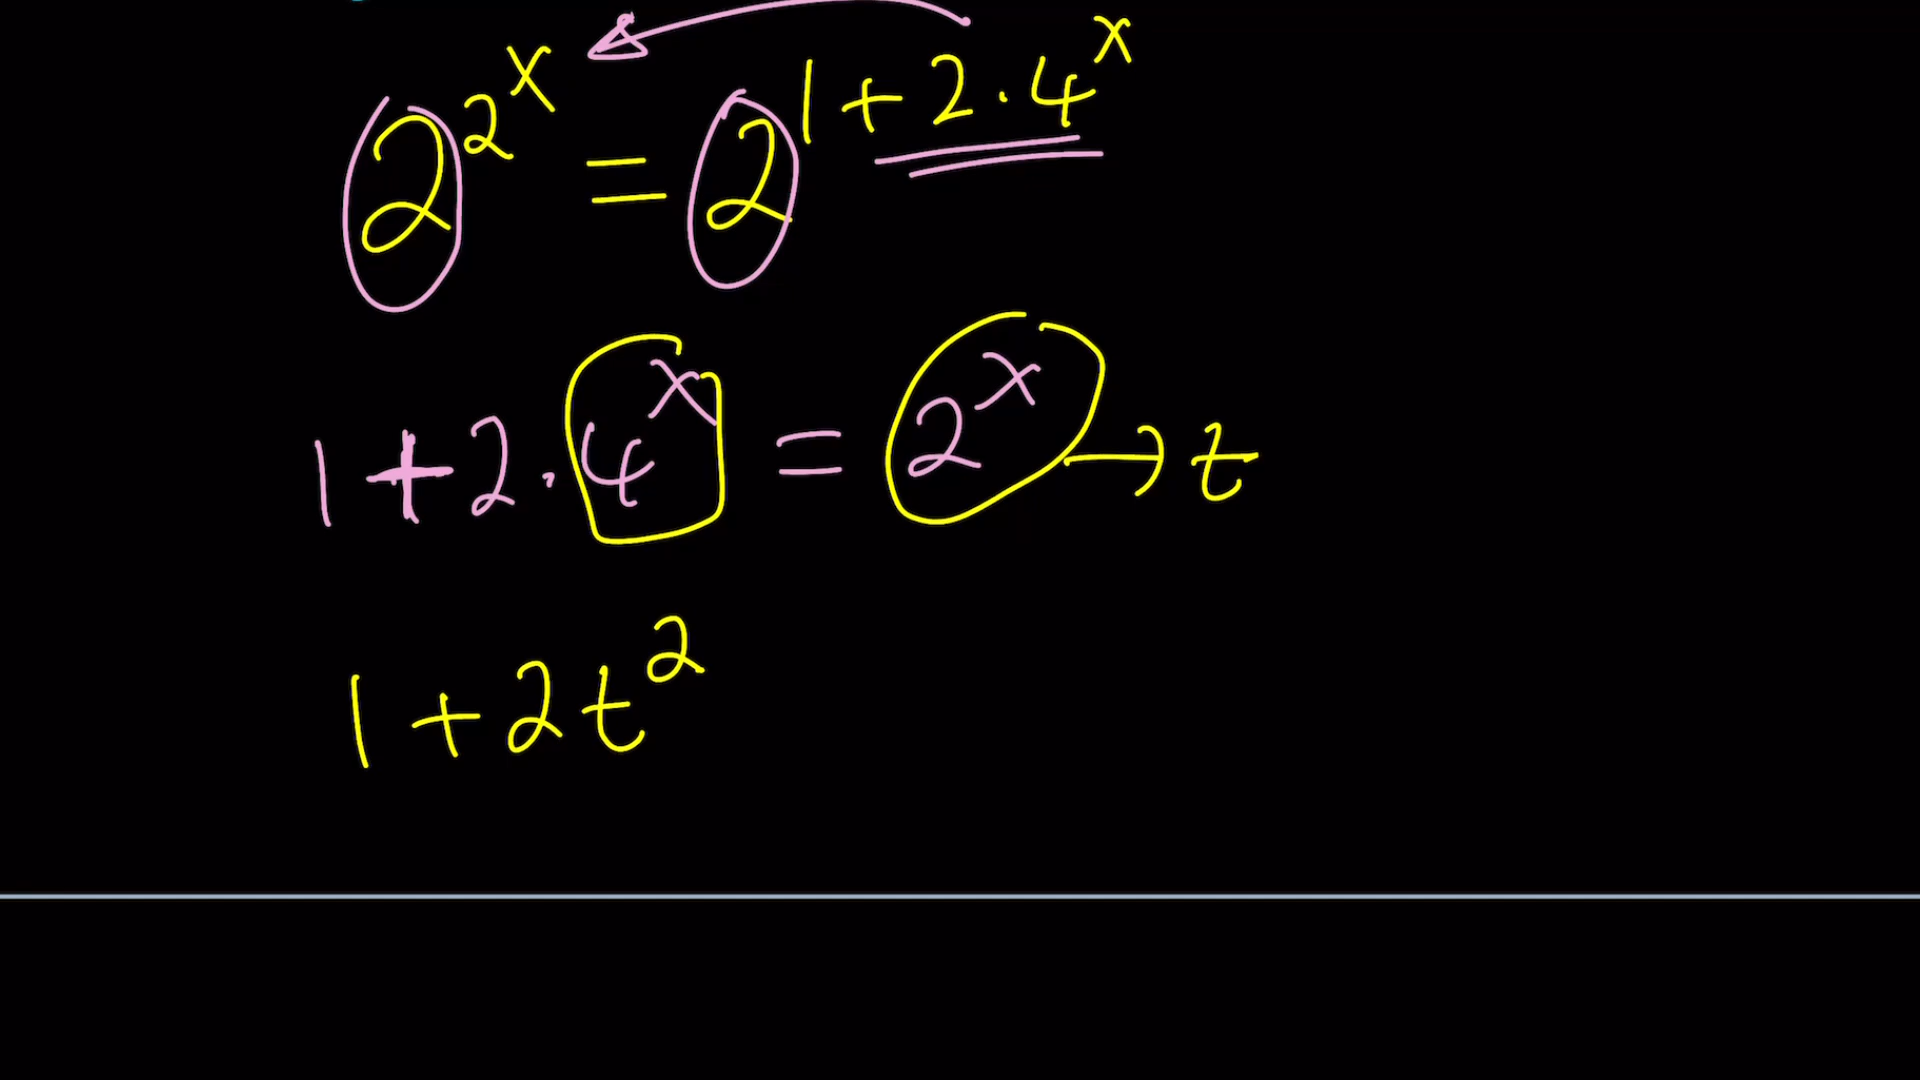 2^{2^x} = 2^{1+2·4^x}
1+2·4^x = 2^x → t
1+2t^2